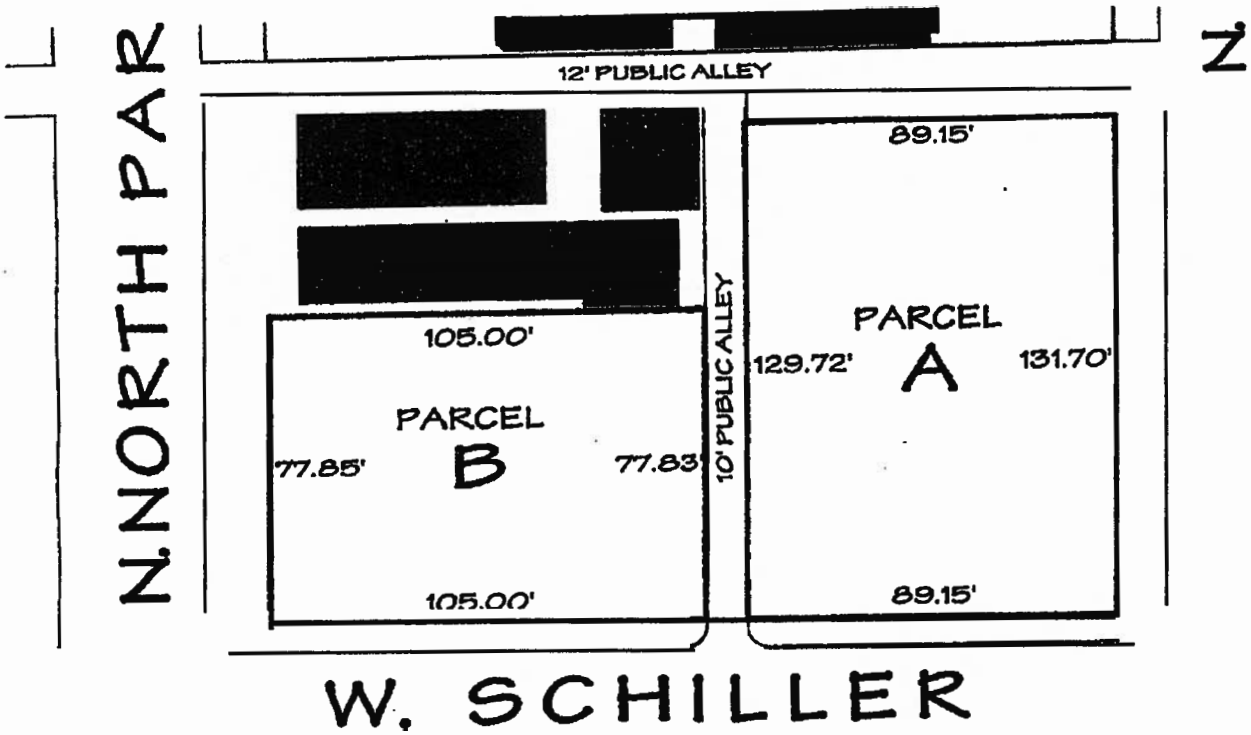 N. NORTH PAR
N.
12' PUBLIC ALLEY
89.15'
PARCEL
A
129.72'
131.70'
89.15'
10' PUBLIC ALLEY
105.00'
PARCEL
B
77.85'
77.83'
105.00'
W. SCHILLER